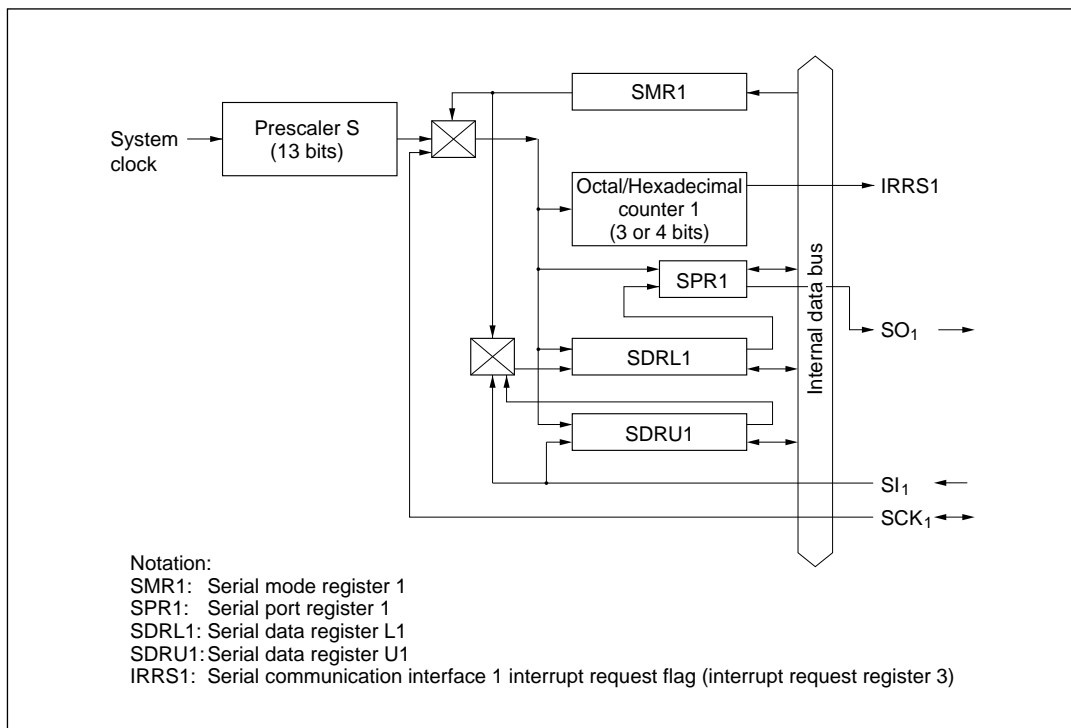 SMR1
System
clock
Prescaler S
(13 bits)
Octal/Hexadecimal
counter 1
(3 or 4 bits)
IRRS1
SPR1
Internal data bus
SO1
SDRL1
SDRU1
SI1
SCK1
Notation:
SMR1: Serial mode register 1
SPR1: Serial port register 1
SDRL1: Serial data register L1
SDRU1: Serial data register U1
IRRS1: Serial communication interface 1 interrupt request flag (interrupt request register 3)